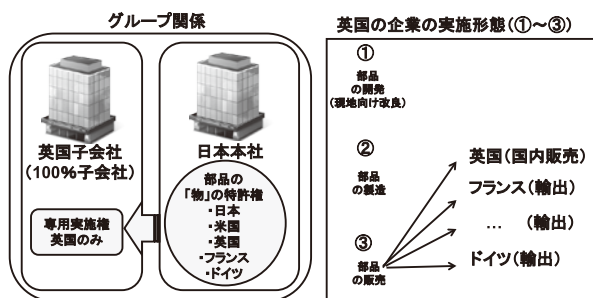 グループ関係
英国子会社
(100%子会社)
専用実施権
英国のみ
日本本社
部品の
「物」の特許権
・日本
・米国
・英国
・フランス
・ドイツ
英国の企業の実施形態(①～③)
①
部品
の開発
(現地向け改良)
②
部品
の製造
③
部品
の販売
英国(国内販売)
フランス(輸出)
… (輸出)
ドイツ(輸出)